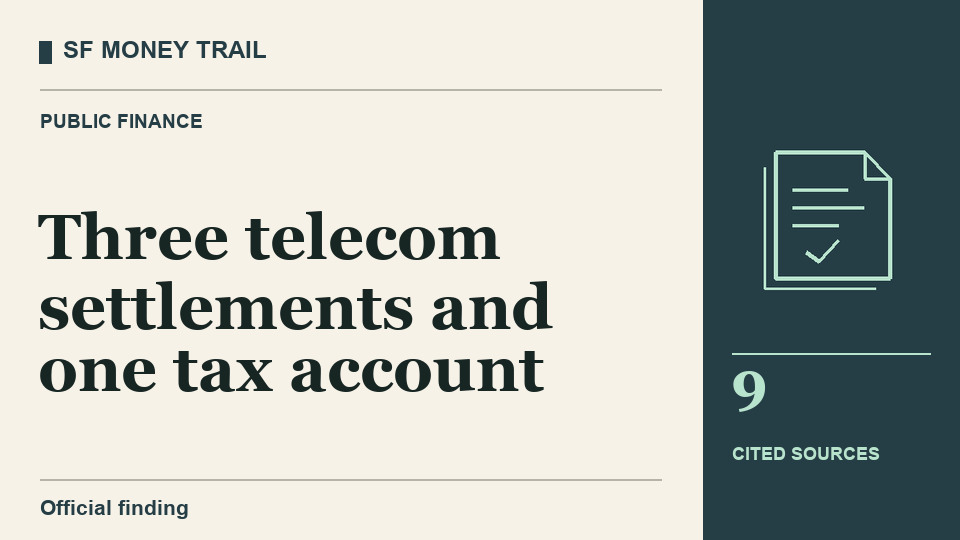 SF MONEY TRAIL
PUBLIC FINANCE
Three telecom
settlements and
one tax account
Official finding
9
CITED SOURCES